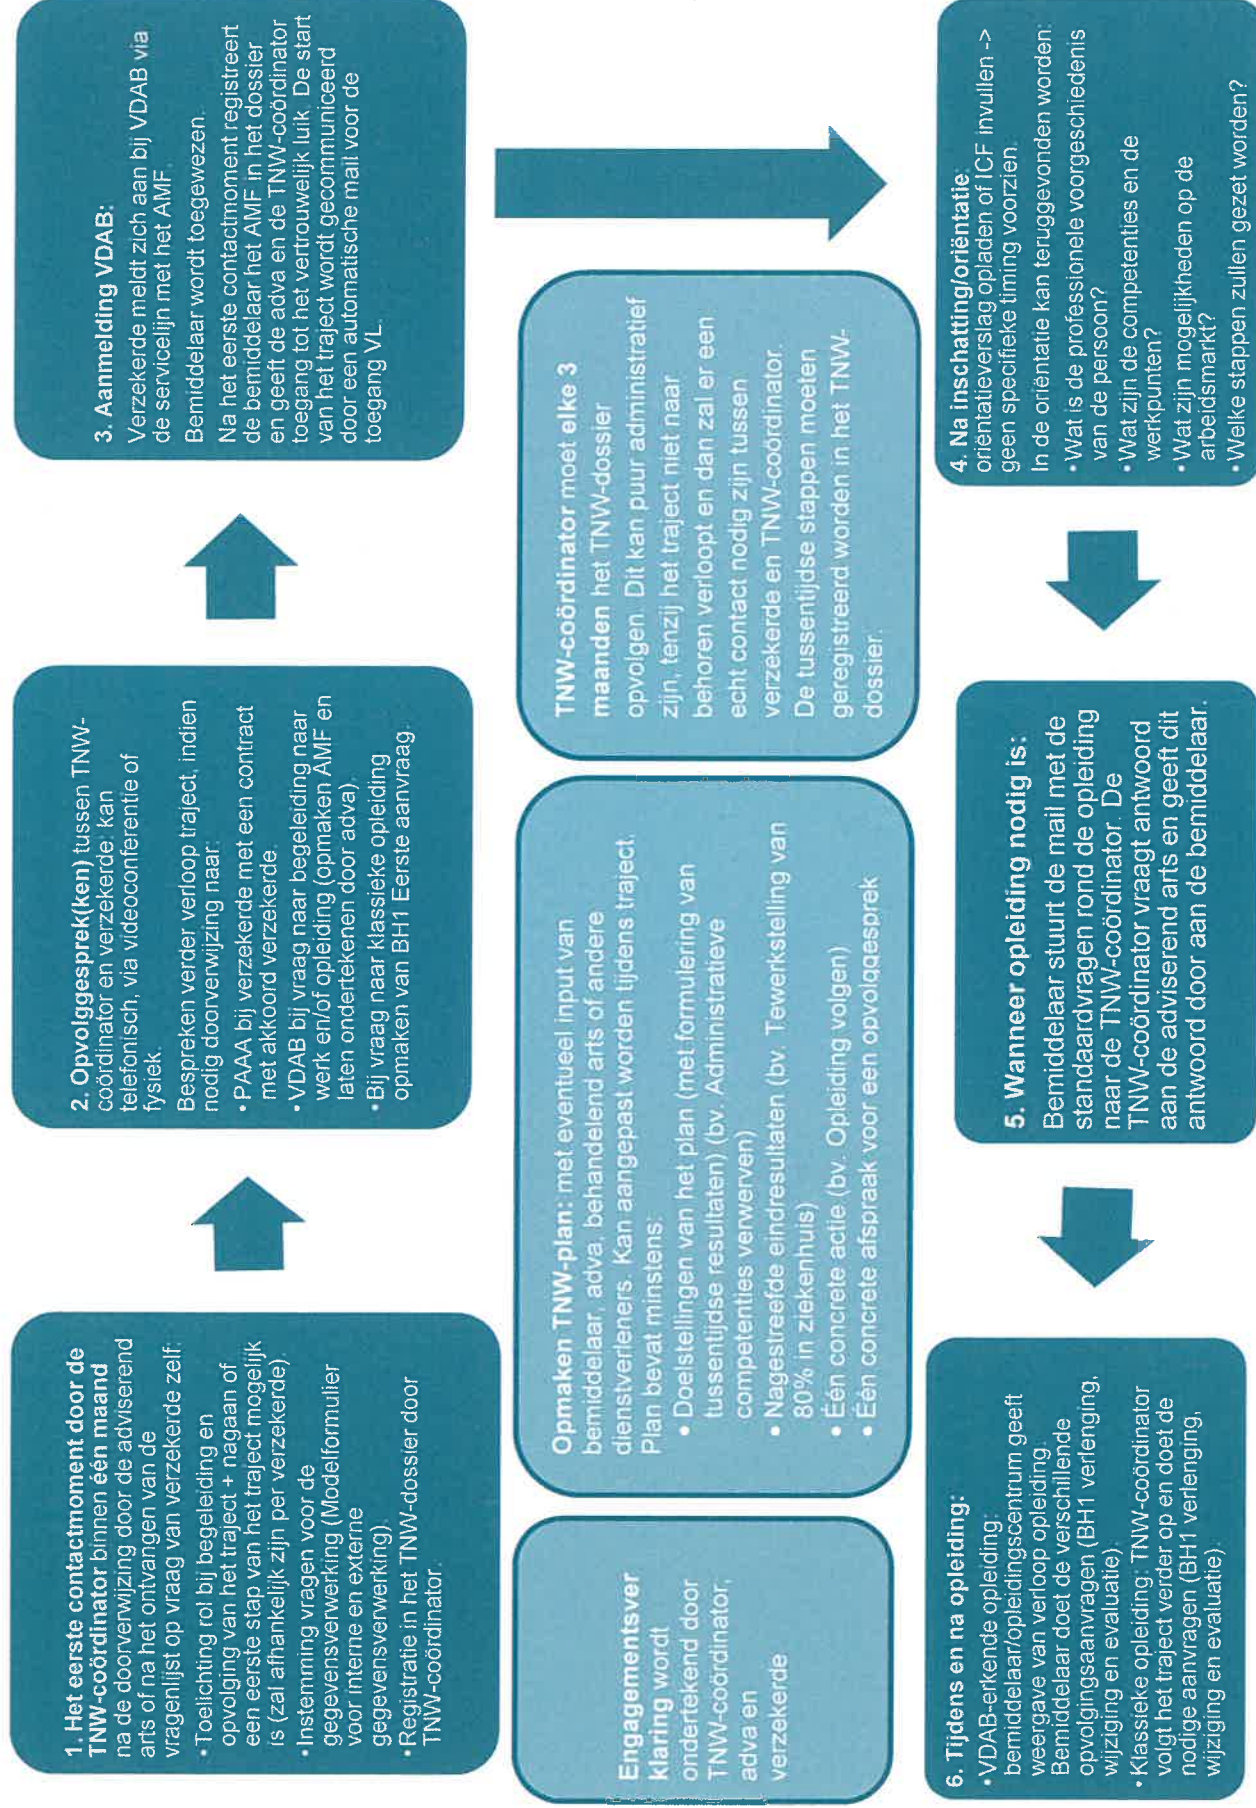 1. Het eerste contactmoment door de
TNW-coördinator binnen één maand
na de doorverwijzing door de adviserend
arts of na het ontvangen van de
vragenlijst op vraag van verzekerde zelf:
• Toelichting rol bij begeleiding en
opvolging van het traject + nagaan of
een eerste stap van het traject mogelijk
is (zal afhankelijk zijn per verzekerde).
• Instemming vragen voor de
gegevensverwerking (Modelformulier
voor interne en externe
gegevensverwerking).
• Registratie in het TNW-dossier door
TNW-coördinator.
2. Opvolggesprek(ken) tussen TNW-
coördinator en verzekerde: kan
telefonisch, via videoconferentie of
fysiek.
Bespreken verder verloop traject, indien
nodig doorverwijzing naar:
• PAAA bij verzekerde met een contract
met akkoord verzekerde.
• VDAB bij vraag naar begeleiding naar
werk en/of opleiding (opmaken AMF en
laten ondertekenen door adva).
• Bij vraag naar klassieke opleiding
opmaken van BH1 Eerste aanvraag.
3. Aanmelding VDAB:
Verzekerde meldt zich aan bij VDAB via
de servicelijn met het AMF.
Bemiddelaar wordt toegewezen.
Na het eerste contactmoment registreert
de bemiddelaar het AMF in het dossier
en geeft de adva en de TNW-coördinator
toegang tot het vertrouwelijk luik. De start
van het traject wordt gecommuniceerd
door een automatische mail voor de
toegang VL.
Engagementsver
klaring wordt
ondertekend door
TNW-coördinator,
adva en
verzekerde
Opmaken TNW-plan: met eventueel input van
bemiddelaar, adva, behandelend arts of andere
dienstverleners. Kan aangepast worden tijdens traject.
Plan bevat minstens:
• Doelstellingen van het plan (met formulering van
tussentijdse resultaten) (bv. Administratieve
competenties verwerven)
• Nagestreefde eindresultaten (bv. Tewerkstelling van
80% in ziekenhuis)
• Één concrete actie (bv. Opleiding volgen)
• Één concrete afspraak voor een opvolggesprek
TNW-coördinator moet elke 3
maanden het TNW-dossier
opvolgen. Dit kan puur administratief
zijn, tenzij het traject niet naar
behoren verloopt en dan zal er een
echt contact nodig zijn tussen
verzekerde en TNW-coördinator.
De tussentijdse stappen moeten
geregistreerd worden in het TNW-
dossier.
4. Na inschatting/oriëntatie:
oriëntatieverslag opladen of ICF invullen ->
geen specifieke timing voorzien.
In de oriëntatie kan teruggevonden worden:
• Wat is de professionele voorgeschiedenis
van de persoon?
• Wat zijn de competenties en de
werkpunten?
• Wat zijn mogelijkheden op de
arbeidsmarkt?
• Welke stappen zullen gezet worden?
5. Wanneer opleiding nodig is:
Bemiddelaar stuurt de mail met de
standaardvragen rond de opleiding
naar de TNW-coördinator. De
TNW-coördinator vraagt antwoord
aan de adviserend arts en geeft dit
antwoord door aan de bemiddelaar.
6. Tijdens en na opleiding:
• VDAB-erkende opleiding:
bemiddelaar/opleidingscentrum geeft
weergave van verloop opleiding.
Bemiddelaar doet de verschillende
opvolgingsaanvragen (BH1 verlenging,
wijziging en evaluatie).
• Klassieke opleiding: TNW-coördinator
volgt het traject verder op en doet de
nodige aanvragen (BH1 verlenging,
wijziging en evaluatie).